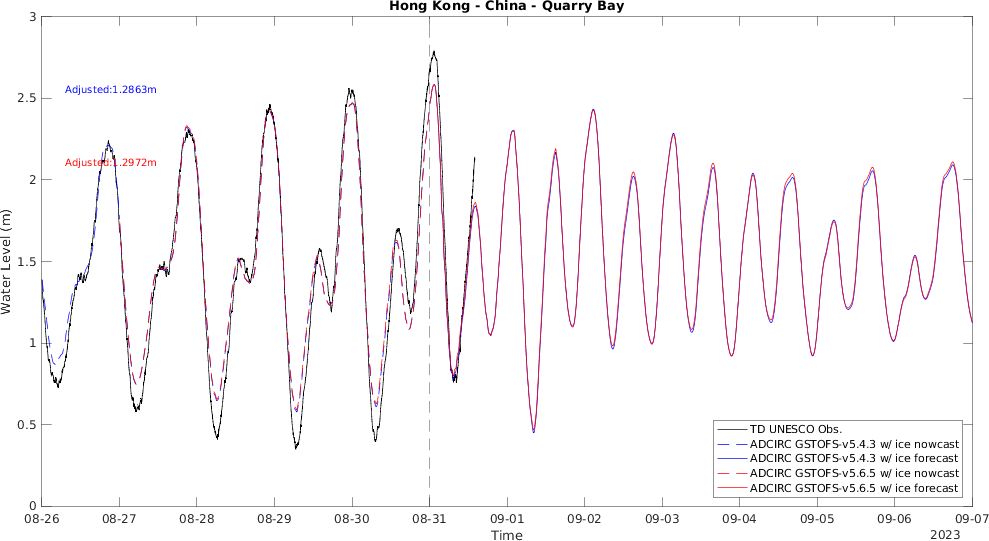 Hong Kong - China - Quarry Bay
3
2.5
2
1.5
1
0.5
0
Water Level (m)
Adjusted:1.2863m
Adjusted:1.2972m
TD UNESCO Obs.
ADCIRC GSTOFS-v5.4.3 w/ ice nowcast
ADCIRC GSTOFS-v5.4.3 w/ ice forecast
ADCIRC GSTOFS-v5.6.5 w/ ice nowcast
ADCIRC GSTOFS-v5.6.5 w/ ice forecast
08-26 08-27 08-28 08-29 08-30 08-31 09-01 09-02 09-03 09-04 09-05 09-06 09-07
Time
2023